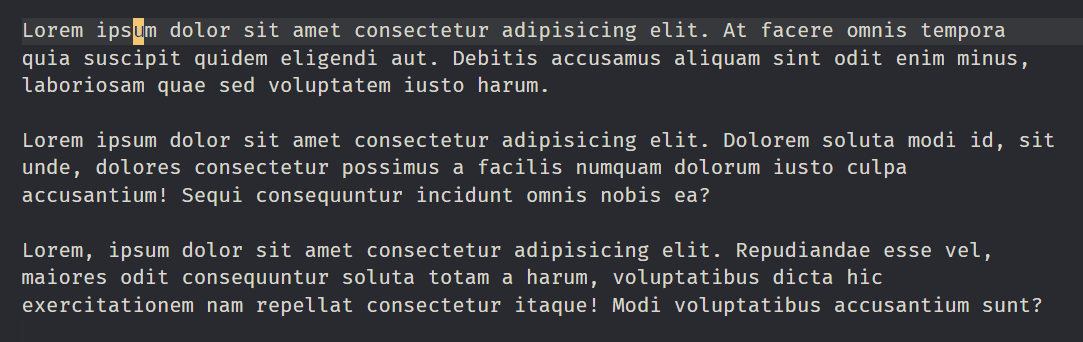 Lorem ipsum dolor sit amet consectetur adipisicing elit. At facere omnis tempora
quia suscipit quidem eligendi aut. Debitis accusamus aliquam sint odit enim minus,
laboriosam quae sed voluptatem iusto harum.
Lorem ipsum dolor sit amet consectetur adipisicing elit. Dolorem soluta modi id, sit
unde, dolores consectetur possimus a facilis numquam dolorum iusto culpa
accusantium! Sequi consequuntur incidunt omnis nobis ea?
Lorem, ipsum dolor sit amet consectetur adipisicing elit. Repudiandae esse vel,
maiores odit consequuntur soluta totam a harum, voluptatibus dicta hic
exercitationem nam repellat consectetur itaque! Modi voluptatibus accusantium sunt?